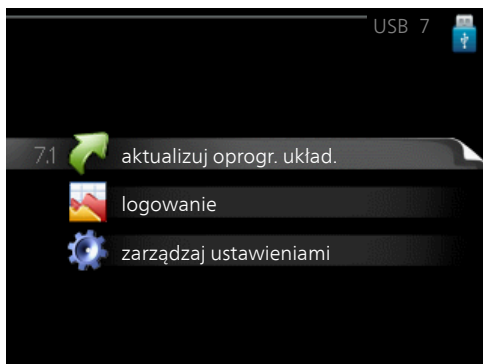 USB 7
7.1 aktualizuj oprogr. układ.
logowanie
zarządzaj ustawieniami